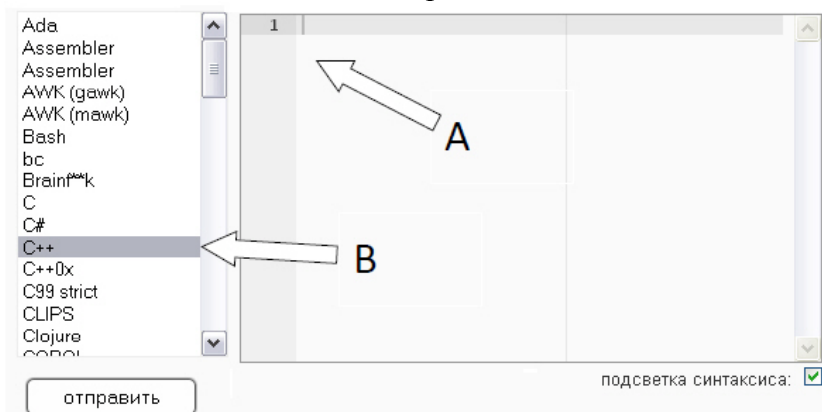 Ada
Assembler
Assembler
AWK (gawk)
AWK (mawk)
Bash
bc
Brainf**k
C
C#
C++
C++0x
C99 strict
CLIPS
Clojure
COBOL
1
A
B
подсветка синтаксиса:
отправить